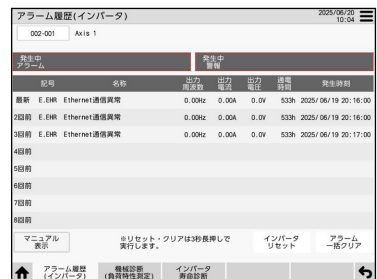 アラーム履歴(インバータ)
2025/06/20
10:04
002-001 Axis 1
発生中
アラーム
発生中
警報
記号 名称 出力周波数 出力電流 出力電圧 通電時間 発生時刻
最新 E.EHR Ethernet通信異常 0.00Hz 0.00A 0.0V 533h 2025/06/19 20:16:00
2回前 E.EHR Ethernet通信異常 0.00Hz 0.00A 0.0V 533h 2025/06/19 20:16:00
3回前 E.EHR Ethernet通信異常 0.00Hz 0.00A 0.0V 533h 2025/06/19 20:17:00
4回前
5回前
6回前
7回前
8回前
マニュアル
表示
※リセット・クリアは3秒長押しで
実行します。
インバータ
リセット
アラーム
一括クリア
アラーム履歴
(インバータ)
機械診断
(負荷特性測定)
インバータ
寿命診断